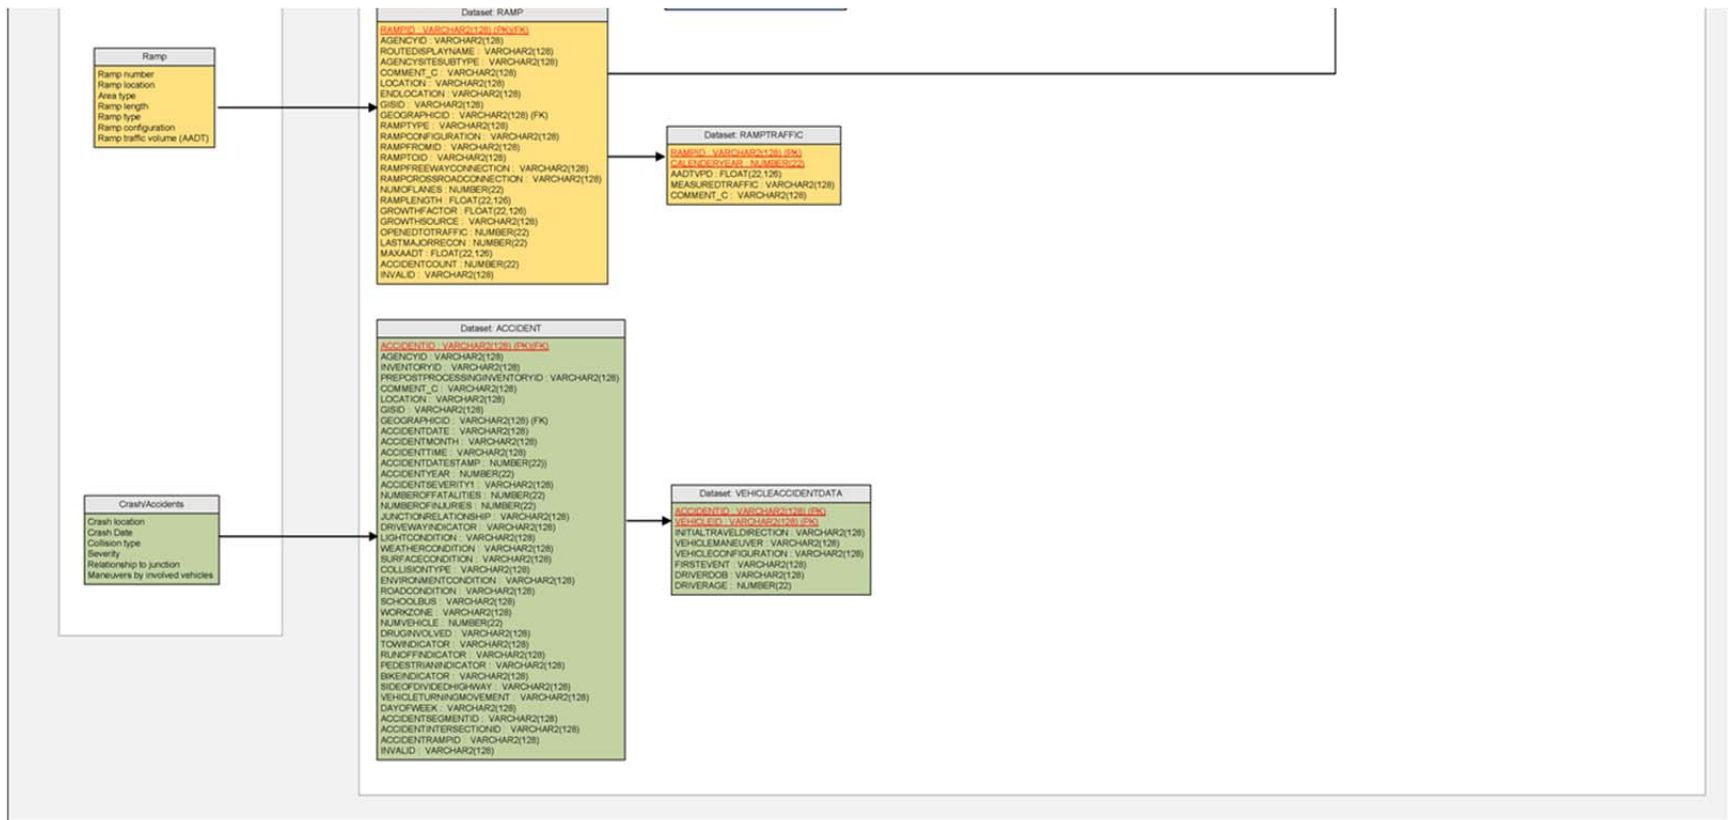 Dataset: RAMP
RAMPID : VARCHAR2(128) (PK)(FK)
AGENCYID : VARCHAR2(128)
ROUTEDISPLAYNAME : VARCHAR2(128)
AGENCYSITESUBTYPE : VARCHAR2(128)
COMMENT_C : VARCHAR2(128)
LOCATION : VARCHAR2(128)
ENDLOCATION : VARCHAR2(128)
GISID : VARCHAR2(128)
GEOGRAPHICID : VARCHAR2(128) (FK)
RAMPTYPE : VARCHAR2(128)
RAMPCONFIGURATION : VARCHAR2(128)
RAMPFROMID : VARCHAR2(128)
RAMPTOID : VARCHAR2(128)
RAMPFREEWAYCONNECTION : VARCHAR2(128)
RAMPCROSSROADCONNECTION : VARCHAR2(128)
NUMOFLANES : NUMBER(22)
RAMPLENGTH : FLOAT(22,126)
GROWTHFACTOR : FLOAT(22,126)
GROWTHSOURCE : VARCHAR2(128)
OPENEDTOTRAFFIC : NUMBER(22)
LASTMAJORRECON : NUMBER(22)
MAXAADT : FLOAT(22,126)
ACCIDENTCOUNT : NUMBER(22)
INVALID : VARCHAR2(128)
Ramp
Ramp number
Ramp location
Area type
Ramp length
Ramp type
Ramp configuration
Ramp traffic volume (AADT)
Dataset: RAMPTRAFFIC
RAMPID : VARCHAR2(128) (PK)
CALENDERYEAR : NUMBER(22)
AADTVPD : FLOAT(22,126)
MEASUREDTRAFFIC : VARCHAR2(128)
COMMENT_C : VARCHAR2(128)
Dataset: ACCIDENT
ACCIDENTID : VARCHAR2(128) (PK)(FK)
AGENCYID : VARCHAR2(128)
INVENTORYID : VARCHAR2(128)
PREPOSTPROCESSINGINVENTORYID : VARCHAR2(128)
COMMENT_C : VARCHAR2(128)
LOCATION : VARCHAR2(128)
GISID : VARCHAR2(128)
GEOGRAPHICID : VARCHAR2(128) (FK)
ACCIDENTDATE : VARCHAR2(128)
ACCIDENTMONTH : VARCHAR2(128)
ACCIDENTTIME : VARCHAR2(128)
ACCIDENTDATESTAMP : NUMBER(22))
ACCIDENTYEAR : NUMBER(22)
ACCIDENTSEVERITY1 : VARCHAR2(128)
NUMBEROFFATALITIES : NUMBER(22)
NUMBEROFINJURIES : NUMBER(22)
JUNCTIONRELATIONSHIP : VARCHAR2(128)
DRIVEWAYINDICATOR : VARCHAR2(128)
LIGHTCONDITION : VARCHAR2(128)
WEATHERCONDITION : VARCHAR2(128)
SURFACECONDITION : VARCHAR2(128)
COLLISIONTYPE : VARCHAR2(128)
ENVIRONMENTCONDITION : VARCHAR2(128)
ROADCONDITION : VARCHAR2(128)
SCHOOLBUS : VARCHAR2(128)
WORKZONE : VARCHAR2(128)
NUMVEHICLE : NUMBER(22)
DRUGINVOLVED : VARCHAR2(128)
TOWINDICATOR : VARCHAR2(128)
RUNOFFINDICATOR : VARCHAR2(128)
PEDESTRIANINDICATOR : VARCHAR2(128)
BIKEINDICATOR : VARCHAR2(128)
SIDEOFDIVIDEDHIGHWAY : VARCHAR2(128)
VEHICLETURNINGMOVEMENT : VARCHAR2(128)
DAYOFWEEK : VARCHAR2(128)
ACCIDENTSEGMENTID : VARCHAR2(128)
ACCIDENTINTERSECTIONID : VARCHAR2(128)
ACCIDENTRAMPID : VARCHAR2(128)
INVALID : VARCHAR2(128)
Crash/Accidents
Crash location
Crash Date
Collision type
Severity
Relationship to junction
Maneuvers by involved vehicles
Dataset: VEHICLEACCIDENTDATA
ACCIDENTID : VARCHAR2(128) (PK)
VEHICLEID : VARCHAR2(128) (PK)
INITIALTRAVELDIRECTION : VARCHAR2(128)
VEHICLEMANEUVER : VARCHAR2(128)
VEHICLECONFIGURATION : VARCHAR2(128)
FIRSTEVENT : VARCHAR2(128)
DRIVERDOB : VARCHAR2(128)
DRIVERAGE : NUMBER(22)